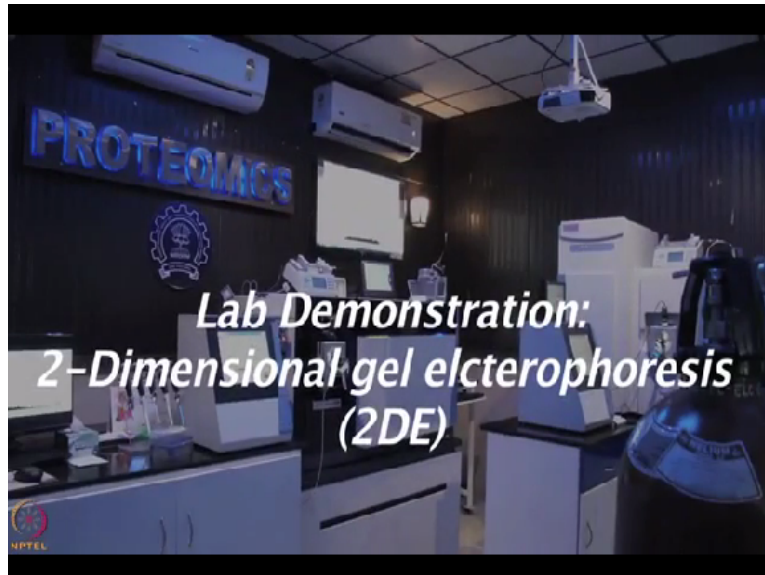 PROTEOMICS
Lab Demonstration:
2-Dimensional gel elcterophoresis
(2DE)
NPTEL